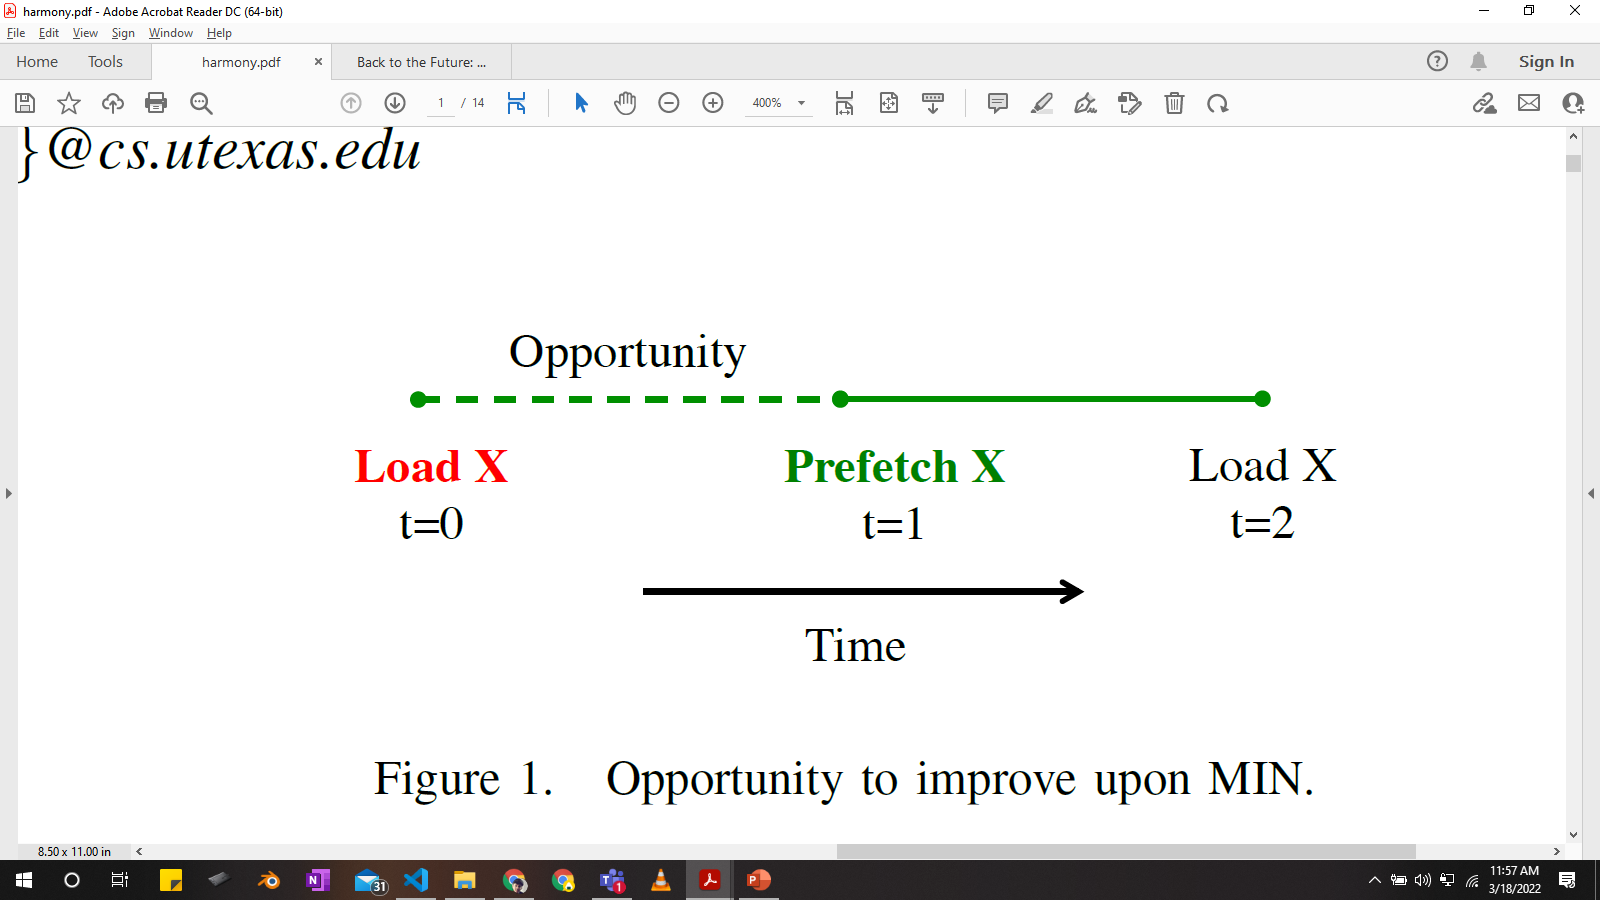 harmony.pdf - Adobe Acrobat Reader DC (64-bit)
File Edit View Sign Window Help
Home Tools harmony.pdf × Back to the Future: ... Sign In
1 / 14 400%
}@cs.utexas.edu
Opportunity
Load X Prefetch X Load X
t=0 t=1 t=2
Time
Figure 1. Opportunity to improve upon MIN.
8.50 x 11.00 in
31 1 11:57 AM
3/18/2022